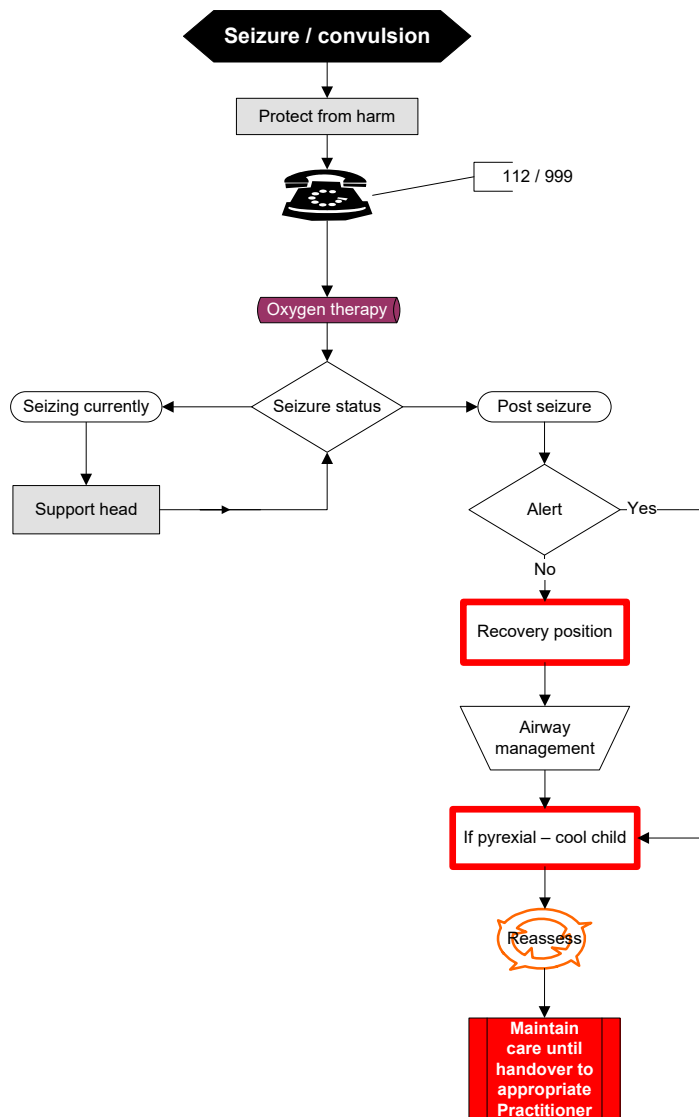 Seizure / convulsion
Protect from harm
112 / 999
Oxygen therapy
Seizing currently
Seizure status
Post seizure
Support head
Alert
Yes
No
Recovery position
Airway
management
If pyrexial – cool child
Reassess
Maintain
care until
handover to
appropriate
Practitioner